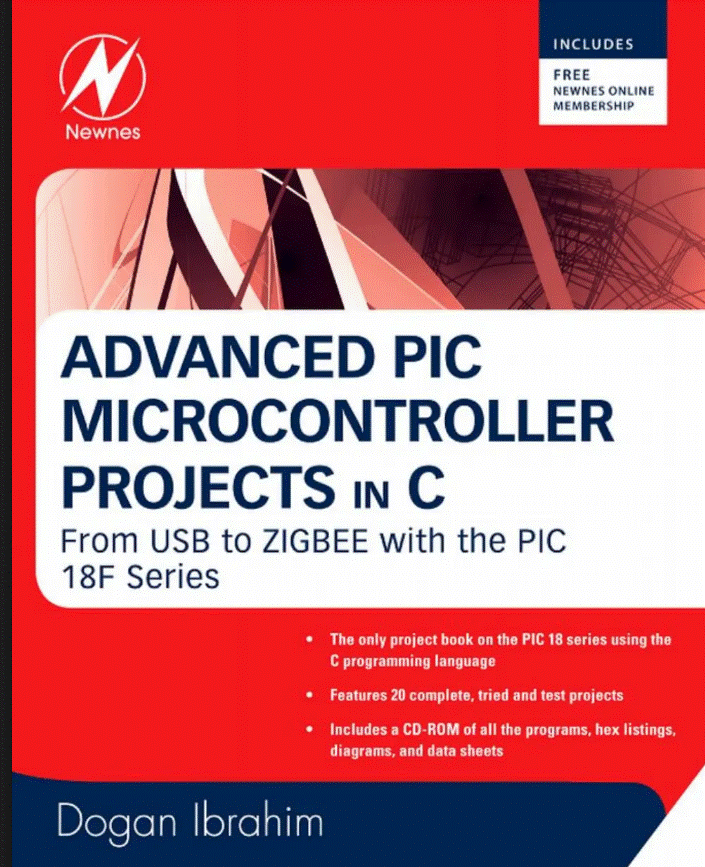 INCLUDES
FREE
NEWNES ONLINE
MEMBERSHIP
Newnes
ADVANCED PIC
MICROCONTROLLER
PROJECTS IN C
From USB to ZIGBEE with the PIC
18F Series
• The only project book on the PIC 18 series using the
C programming language
• Features 20 complete, tried and test projects
• Includes a CD-ROM of all the programs, hex listings,
diagrams, and data sheets
Dogan Ibrahim